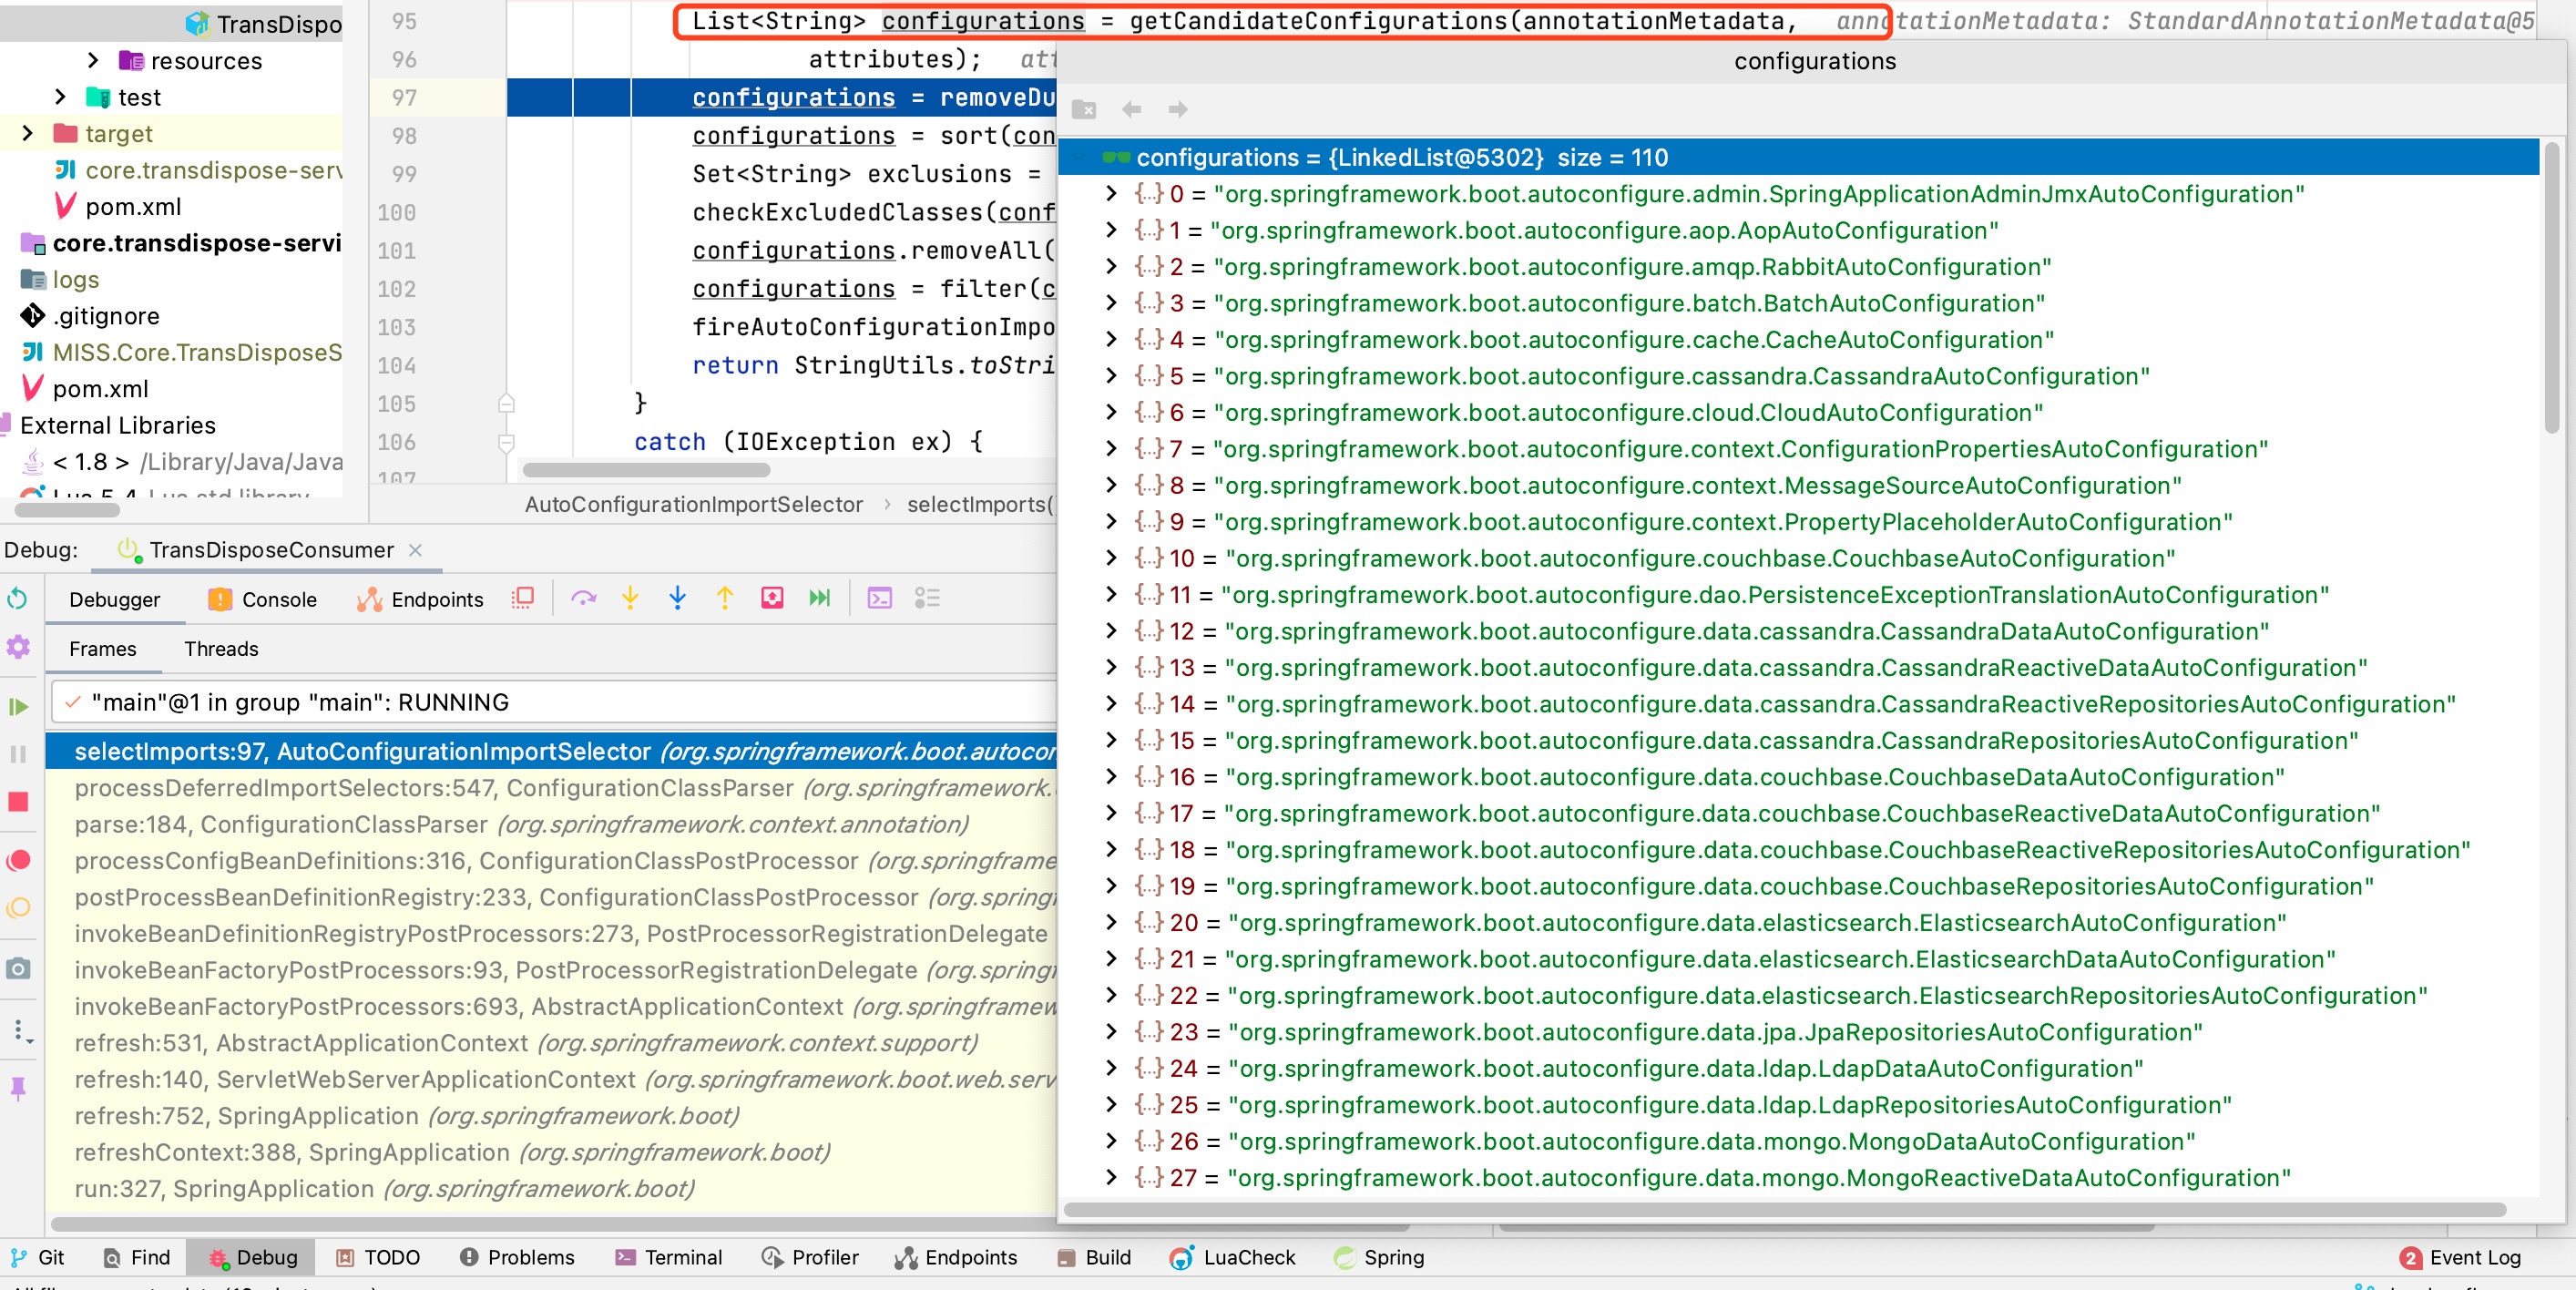 TransDispo
resources
test
target
core.transdispose-serv
pom.xml
core.transdispose-servi
logs
.gitignore
MISS.Core.TransDisposeS
pom.xml
External Libraries
< 1.8 > /Library/Java/Java
95 List<String> configurations = getCandidateConfigurations(annotationMetadata, annotationMetadata: StandardAnnotationMetadata@5
96 attributes); att
97 configurations = removeDu
98 configurations = sort(con
99 Set<String> exclusions =
100 checkExcludedClasses(conf
101 configurations.removeAll(
102 configurations = filter(c
103 fireAutoConfigurationImpo
104 return StringUtils.toStri
105 }
106 catch (IOException ex) {
107
AutoConfigurationImportSelector › selectImports(
Debug: TransDisposeConsumer ×
Debugger Console Endpoints
Frames Threads
"main"@1 in group "main": RUNNING
selectImports:97, AutoConfigurationImportSelector (org.springframework.boot.autocon
processDeferredImportSelectors:547, ConfigurationClassParser (org.springframework.
parse:184, ConfigurationClassParser (org.springframework.context.annotation)
processConfigBeanDefinitions:316, ConfigurationClassPostProcessor (org.springframe
postProcessBeanDefinitionRegistry:233, ConfigurationClassPostProcessor (org.spring
invokeBeanDefinitionRegistryPostProcessors:273, PostProcessorRegistrationDelegate
invokeBeanFactoryPostProcessors:93, PostProcessorRegistrationDelegate (org.spring
invokeBeanFactoryPostProcessors:693, AbstractApplicationContext (org.springframew
refresh:531, AbstractApplicationContext (org.springframework.context.support)
refresh:140, ServletWebServerApplicationContext (org.springframework.boot.web.serv
refresh:752, SpringApplication (org.springframework.boot)
refreshContext:388, SpringApplication (org.springframework.boot)
run:327, SpringApplication (org.springframework.boot)
configurations
configurations = {LinkedList@5302} size = 110
{...} 0 = "org.springframework.boot.autoconfigure.admin.SpringApplicationAdminJmxAutoConfiguration"
{...} 1 = "org.springframework.boot.autoconfigure.aop.AopAutoConfiguration"
{...} 2 = "org.springframework.boot.autoconfigure.amqp.RabbitAutoConfiguration"
{...} 3 = "org.springframework.boot.autoconfigure.batch.BatchAutoConfiguration"
{...} 4 = "org.springframework.boot.autoconfigure.cache.CacheAutoConfiguration"
{...} 5 = "org.springframework.boot.autoconfigure.cassandra.CassandraAutoConfiguration"
{...} 6 = "org.springframework.boot.autoconfigure.cloud.CloudAutoConfiguration"
{...} 7 = "org.springframework.boot.autoconfigure.context.ConfigurationPropertiesAutoConfiguration"
{...} 8 = "org.springframework.boot.autoconfigure.context.MessageSourceAutoConfiguration"
{...} 9 = "org.springframework.boot.autoconfigure.context.PropertyPlaceholderAutoConfiguration"
{...} 10 = "org.springframework.boot.autoconfigure.couchbase.CouchbaseAutoConfiguration"
{...} 11 = "org.springframework.boot.autoconfigure.dao.PersistenceExceptionTranslationAutoConfiguration"
{...} 12 = "org.springframework.boot.autoconfigure.data.cassandra.CassandraDataAutoConfiguration"
{...} 13 = "org.springframework.boot.autoconfigure.data.cassandra.CassandraReactiveDataAutoConfiguration"
{...} 14 = "org.springframework.boot.autoconfigure.data.cassandra.CassandraReactiveRepositoriesAutoConfiguration"
{...} 15 = "org.springframework.boot.autoconfigure.data.cassandra.CassandraRepositoriesAutoConfiguration"
{...} 16 = "org.springframework.boot.autoconfigure.data.couchbase.CouchbaseDataAutoConfiguration"
{...} 17 = "org.springframework.boot.autoconfigure.data.couchbase.CouchbaseReactiveDataAutoConfiguration"
{...} 18 = "org.springframework.boot.autoconfigure.data.couchbase.CouchbaseReactiveRepositoriesAutoConfiguration"
{...} 19 = "org.springframework.boot.autoconfigure.data.couchbase.CouchbaseRepositoriesAutoConfiguration"
{...} 20 = "org.springframework.boot.autoconfigure.data.elasticsearch.ElasticsearchAutoConfiguration"
{...} 21 = "org.springframework.boot.autoconfigure.data.elasticsearch.ElasticsearchDataAutoConfiguration"
{...} 22 = "org.springframework.boot.autoconfigure.data.elasticsearch.ElasticsearchRepositoriesAutoConfiguration"
{...} 23 = "org.springframework.boot.autoconfigure.data.jpa.JpaRepositoriesAutoConfiguration"
{...} 24 = "org.springframework.boot.autoconfigure.data.ldap.LdapDataAutoConfiguration"
{...} 25 = "org.springframework.boot.autoconfigure.data.ldap.LdapRepositoriesAutoConfiguration"
{...} 26 = "org.springframework.boot.autoconfigure.data.mongo.MongoDataAutoConfiguration"
{...} 27 = "org.springframework.boot.autoconfigure.data.mongo.MongoReactiveDataAutoConfiguration"
Git Find Debug TODO Problems Terminal Profiler Endpoints Build LuaCheck Spring 2 Event Log